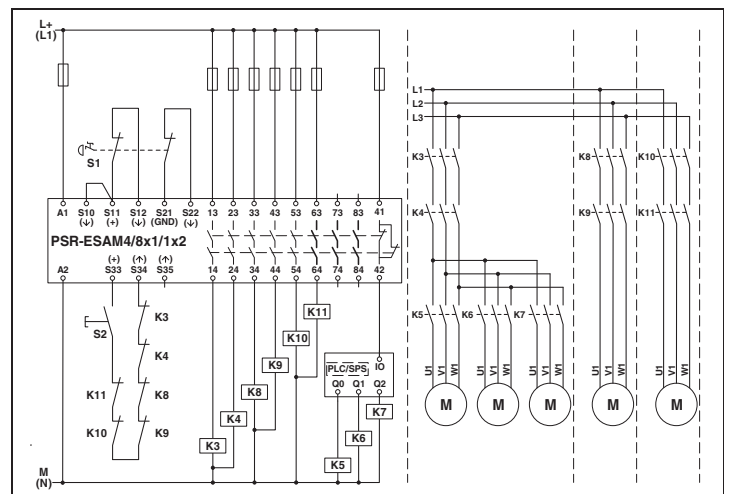 L+
(L1)
L1
L2
L3
S1
K3
K8
K10
A1 S10 S11 S12 S21 S22 13 23 33 43 53 63 73 83 41
(↓) (+) (↓) (GND) (↓)
K4
K9
K11
PSR-ESAM4/8x1/1x2
(+) (↑) (↑)
A2 S33 S34 S35 14 24 34 44 54 64 74 84 42
K11
K5 K6 K7
S2
K3
K10
K4
K9
PLC/SPS IO
Q0 Q1 Q2
U1 V1 W1 U1 V1 W1 U1 V1 W1 U1 V1 W1 U1 V1 W1
K11 K8
K8
K7
M M M M M
K4
K10 K9
K6
K3
K5
M
(N)